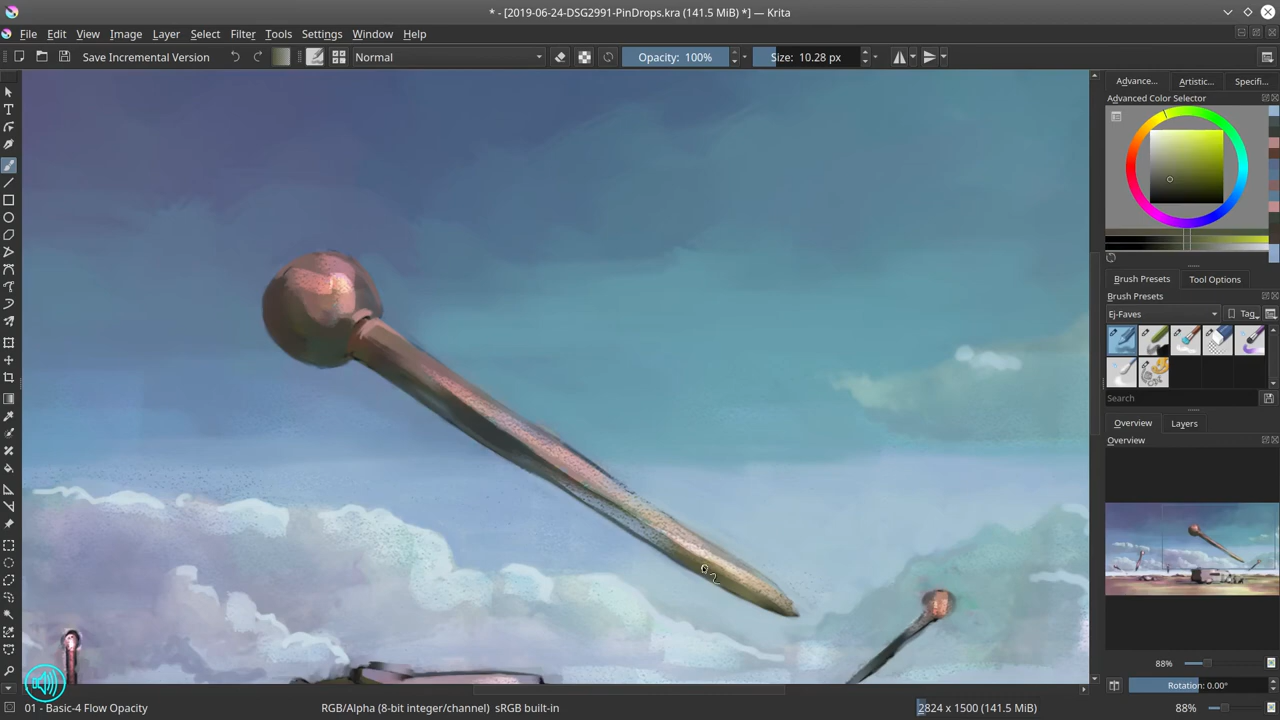 * - [2019-06-24-DSG2991-PinDrops.kra (141.5 MiB) *] — Krita
File Edit View Image Layer Select Filter Tools Settings Window Help
Save Incremental Version Normal Opacity: 100% Size: 10.28 px
Advance... Artistic... Specifi...
Advanced Color Selector
Brush Presets Tool Options
Brush Presets
Ej-Faves Tag
Search
Overview Layers
Overview
88%
Rotation: 0.00°
01 - Basic-4 Flow Opacity RGB/Alpha (8-bit integer/channel) sRGB built-in 2824 x 1500 (141.5 MiB) 88%